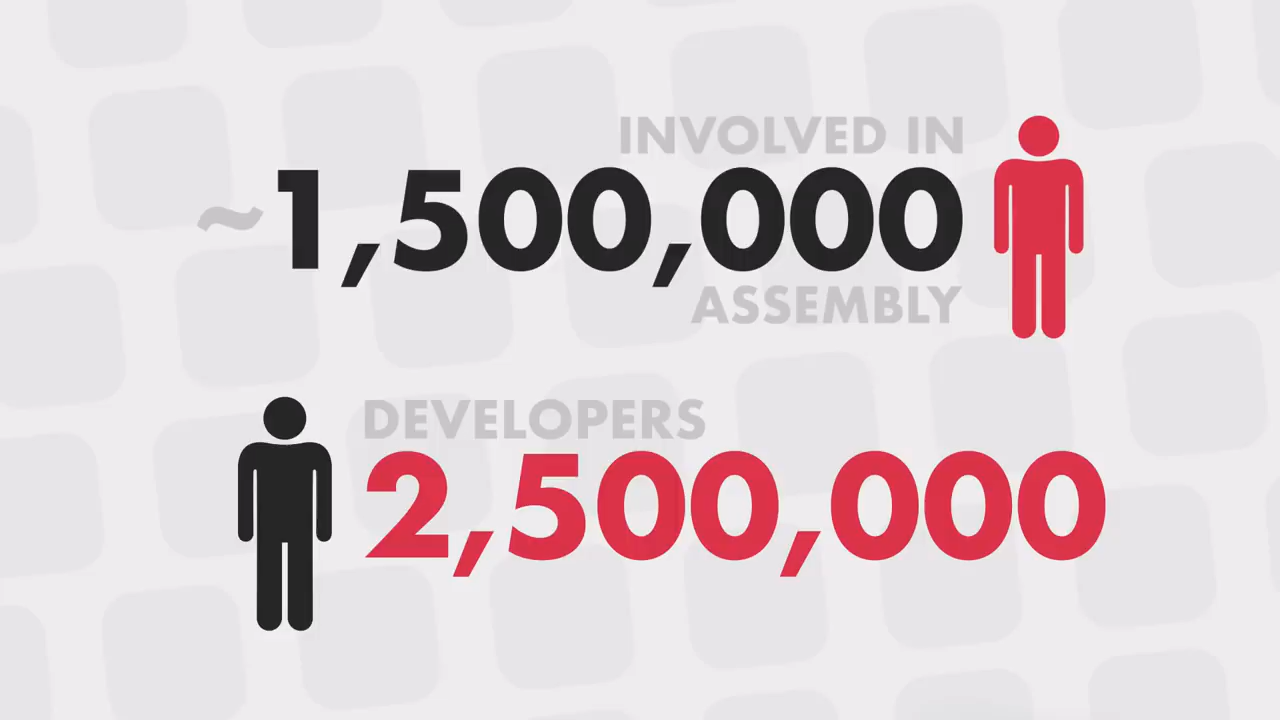 INVOLVED IN
~1,500,000
ASSEMBLY
DEVELOPERS
2,500,000